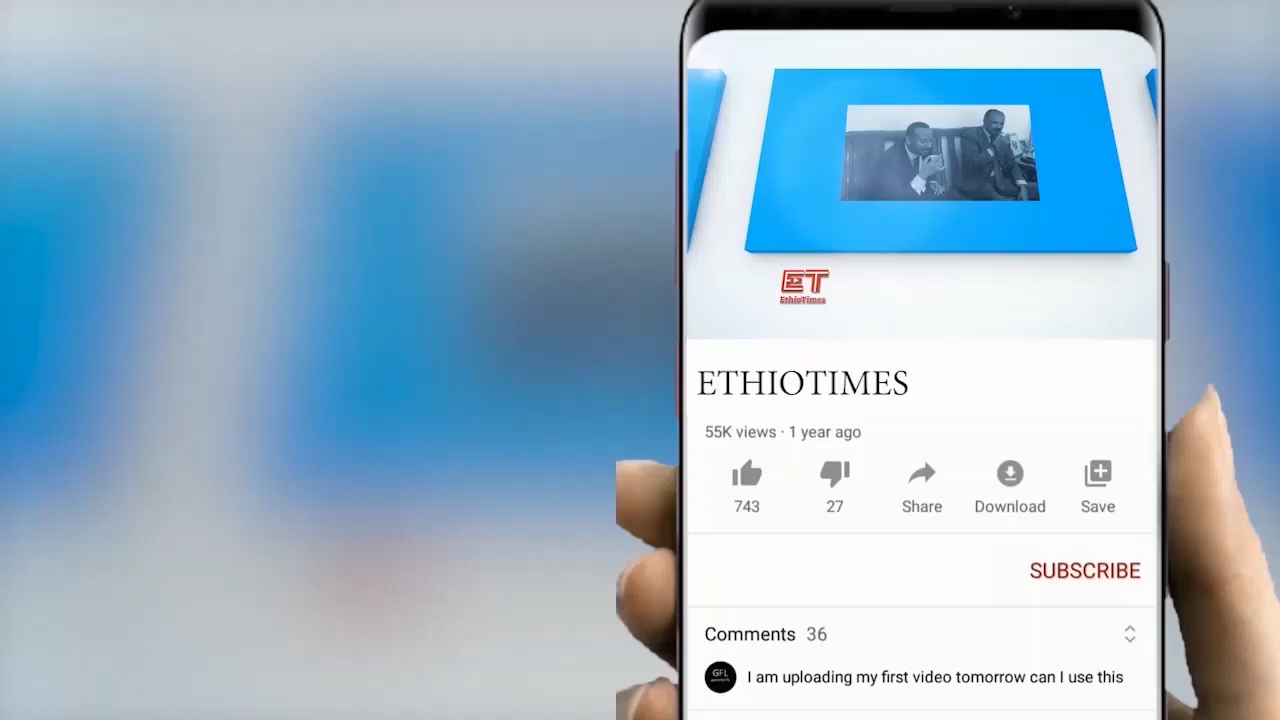 ET
EthioTimes
ETHIOTIMES
55K views · 1 year ago
743
27
Share
Download
Save
SUBSCRIBE
Comments 36
GFL
I am uploading my first video tomorrow can I use this